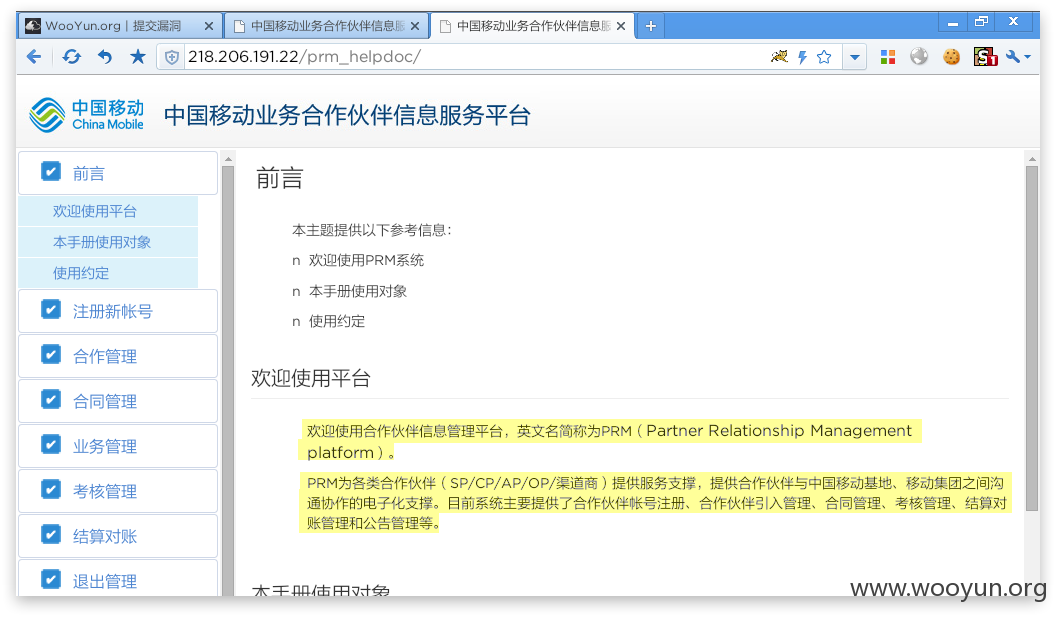 WooYun.org | 提交漏洞
中国移动业务合作伙伴信息服
中国移动业务合作伙伴信息服
218.206.191.22/prm_helpdoc/
中国移动
China Mobile
中国移动业务合作伙伴信息服务平台
前言
欢迎使用平台
本手册使用对象
使用约定
注册新帐号
合作管理
合同管理
业务管理
考核管理
结算对账
退出管理
前言
本主题提供以下参考信息：
n 欢迎使用PRM系统
n 本手册使用对象
n 使用约定
欢迎使用平台
欢迎使用合作伙伴信息管理平台，英文名简称为PRM（Partner Relationship Management
platform）。
PRM为各类合作伙伴（SP/CP/AP/OP/渠道商）提供服务支撑，提供合作伙伴与中国移动基地、移动集团之间沟
通协作的电子化支撑。目前系统主要提供了合作伙伴帐号注册、合作伙伴引入管理、合同管理、考核管理、结算对
账管理和公告管理等。
本手册使用对象
www.wooyun.org